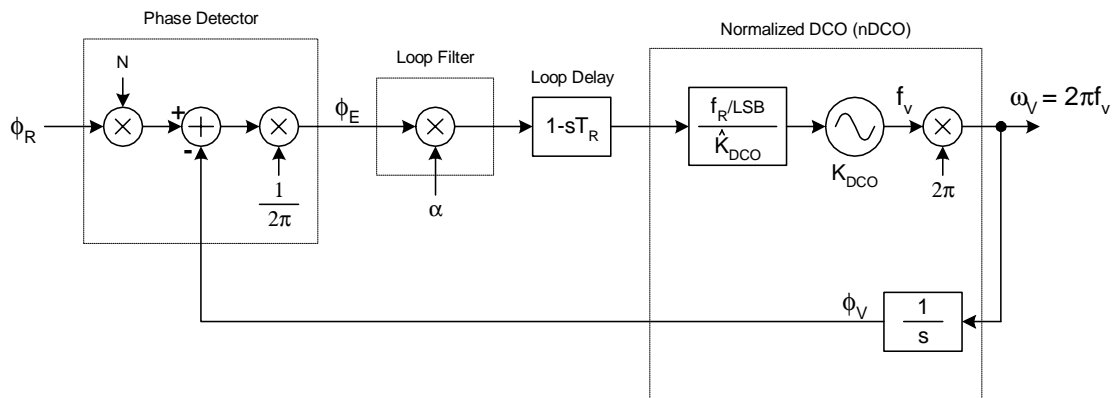 Phase Detector
Normalized DCO (nDCO)
Loop Filter
Loop Delay
N
ϕ_R
+
-
+
1
2π
ϕ_E
α
1-sT_R
f_R/LSB
K̂_DCO
K_DCO
f_v
2π
ω_V = 2πf_v
ϕ_V
1
s